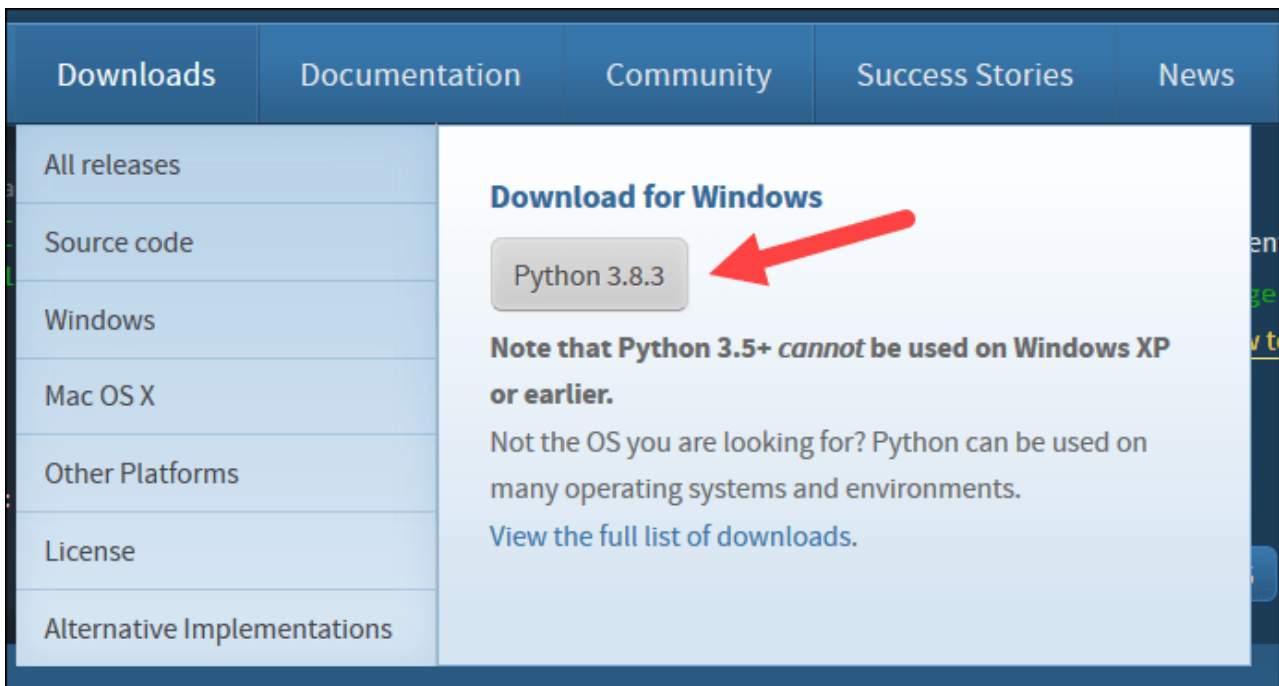 Downloads Documentation Community Success Stories News
All releases
Source code
Windows
Mac OS X
Other Platforms
License
Alternative Implementations
Download for Windows
Python 3.8.3
Note that Python 3.5+ cannot be used on Windows XP
or earlier.
Not the OS you are looking for? Python can be used on
many operating systems and environments.
View the full list of downloads.